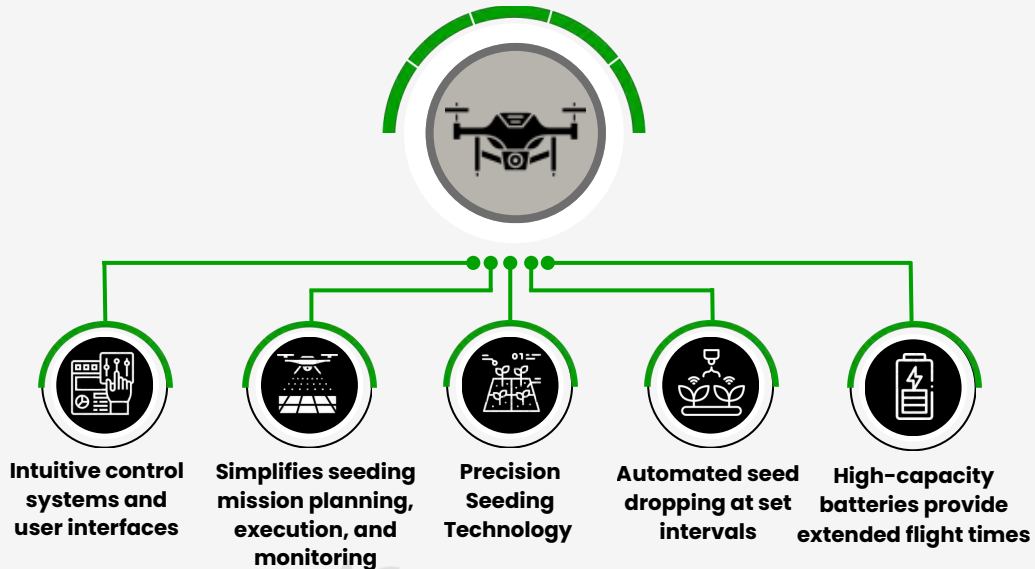 Intuitive control
systems and
user interfaces
Simplifies seeding
mission planning,
execution, and
monitoring
01
Precision
Seeding
Technology
Automated seed
dropping at set
intervals
High-capacity
batteries provide
extended flight times